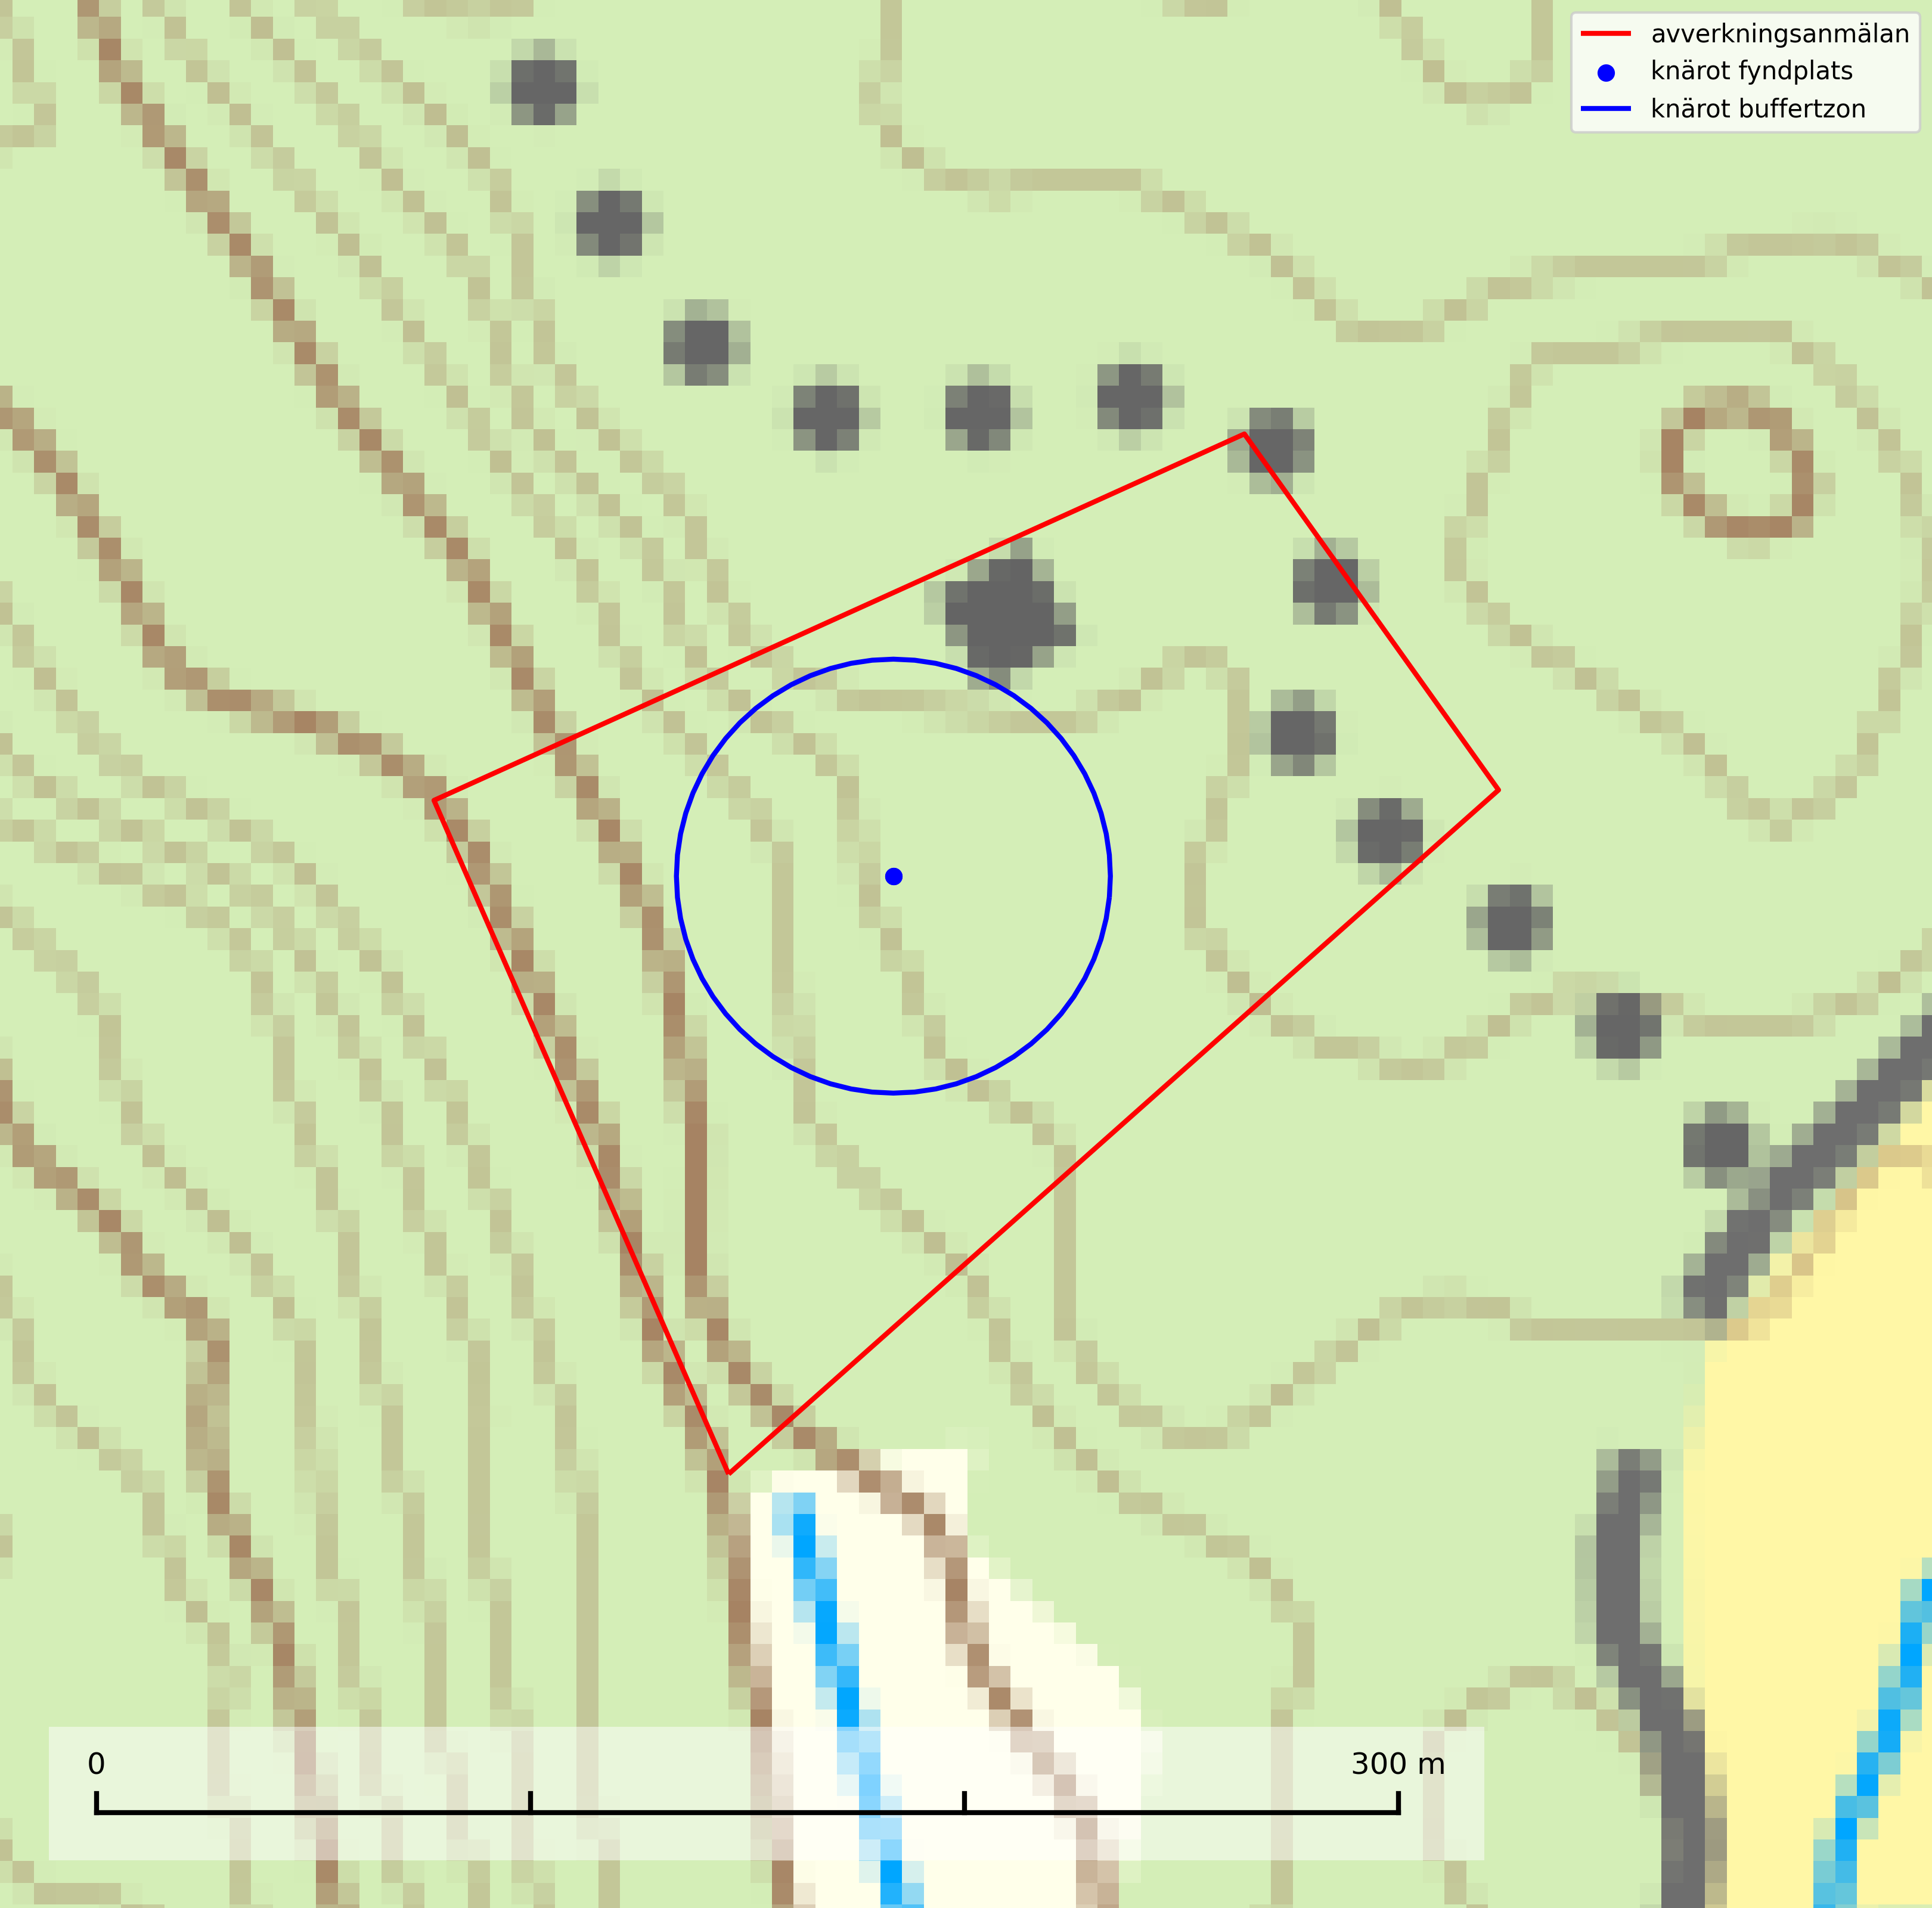 avverkningsanmälan
knärot fyndplats
knärot buffertzon
0
300 m